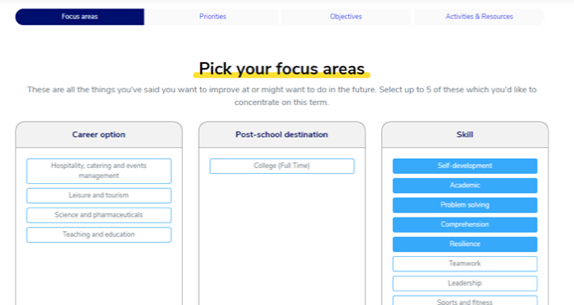 Focus areas
Priorities
Objectives
Activities & Resources
Pick your focus areas
These are all the things you've said you want to improve at or might want to do in the future. Select up to 5 of these which you'd like to
concentrate on this term.
Career option
Hospitality, catering and events
management
Leisure and tourism
Science and pharmaceuticals
Teaching and education
Post-school destination
College (Full Time)
Skill
Self-development
Academic
Problem solving
Comprehension
Resilience
Teamwork
Leadership
Sports and fitness